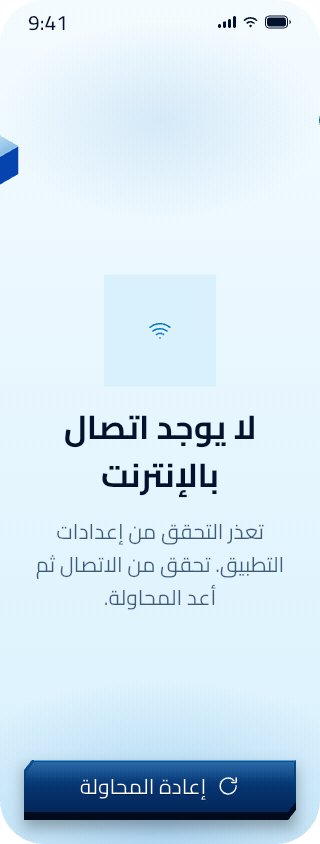 9:41
لا يوجد اتصال
بالإنترنت
تعذر التحقق من إعدادات
التطبيق. تحقق من الاتصال ثم
أعد المحاولة.
إعادة المحاولة